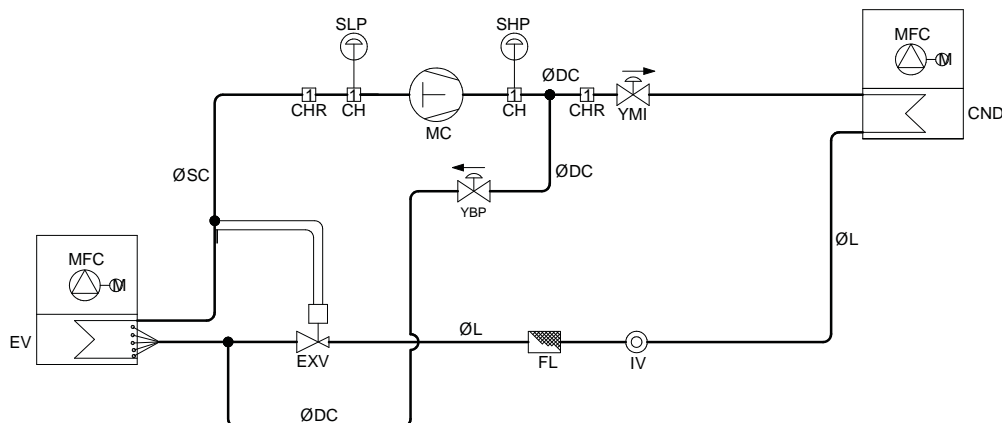 SLP
SHP
MFC
M
ØDC
1
1
1
1
CHR
CH
MC
CH
CHR
YMI
CND
ØSC
ØDC
YBP
MFC
M
ØL
EV
ØL
EXV
FL
IV
ØDC